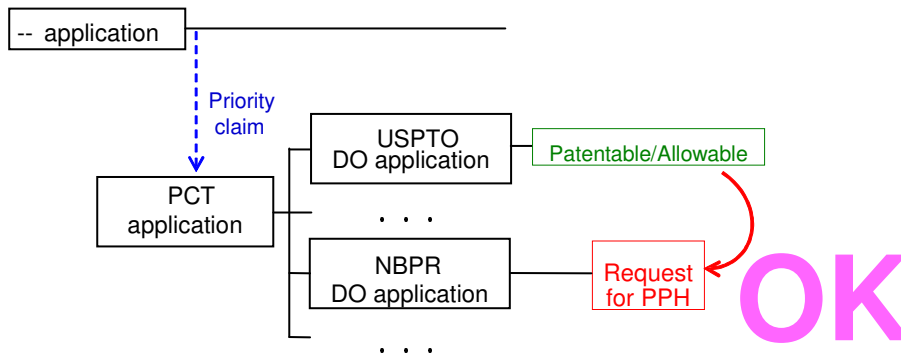 -- application
Priority
claim
USPTO
DO application
Patentable/Allowable
PCT
application
. . .
NBPR
DO application
Request
for PPH
OK
. . .